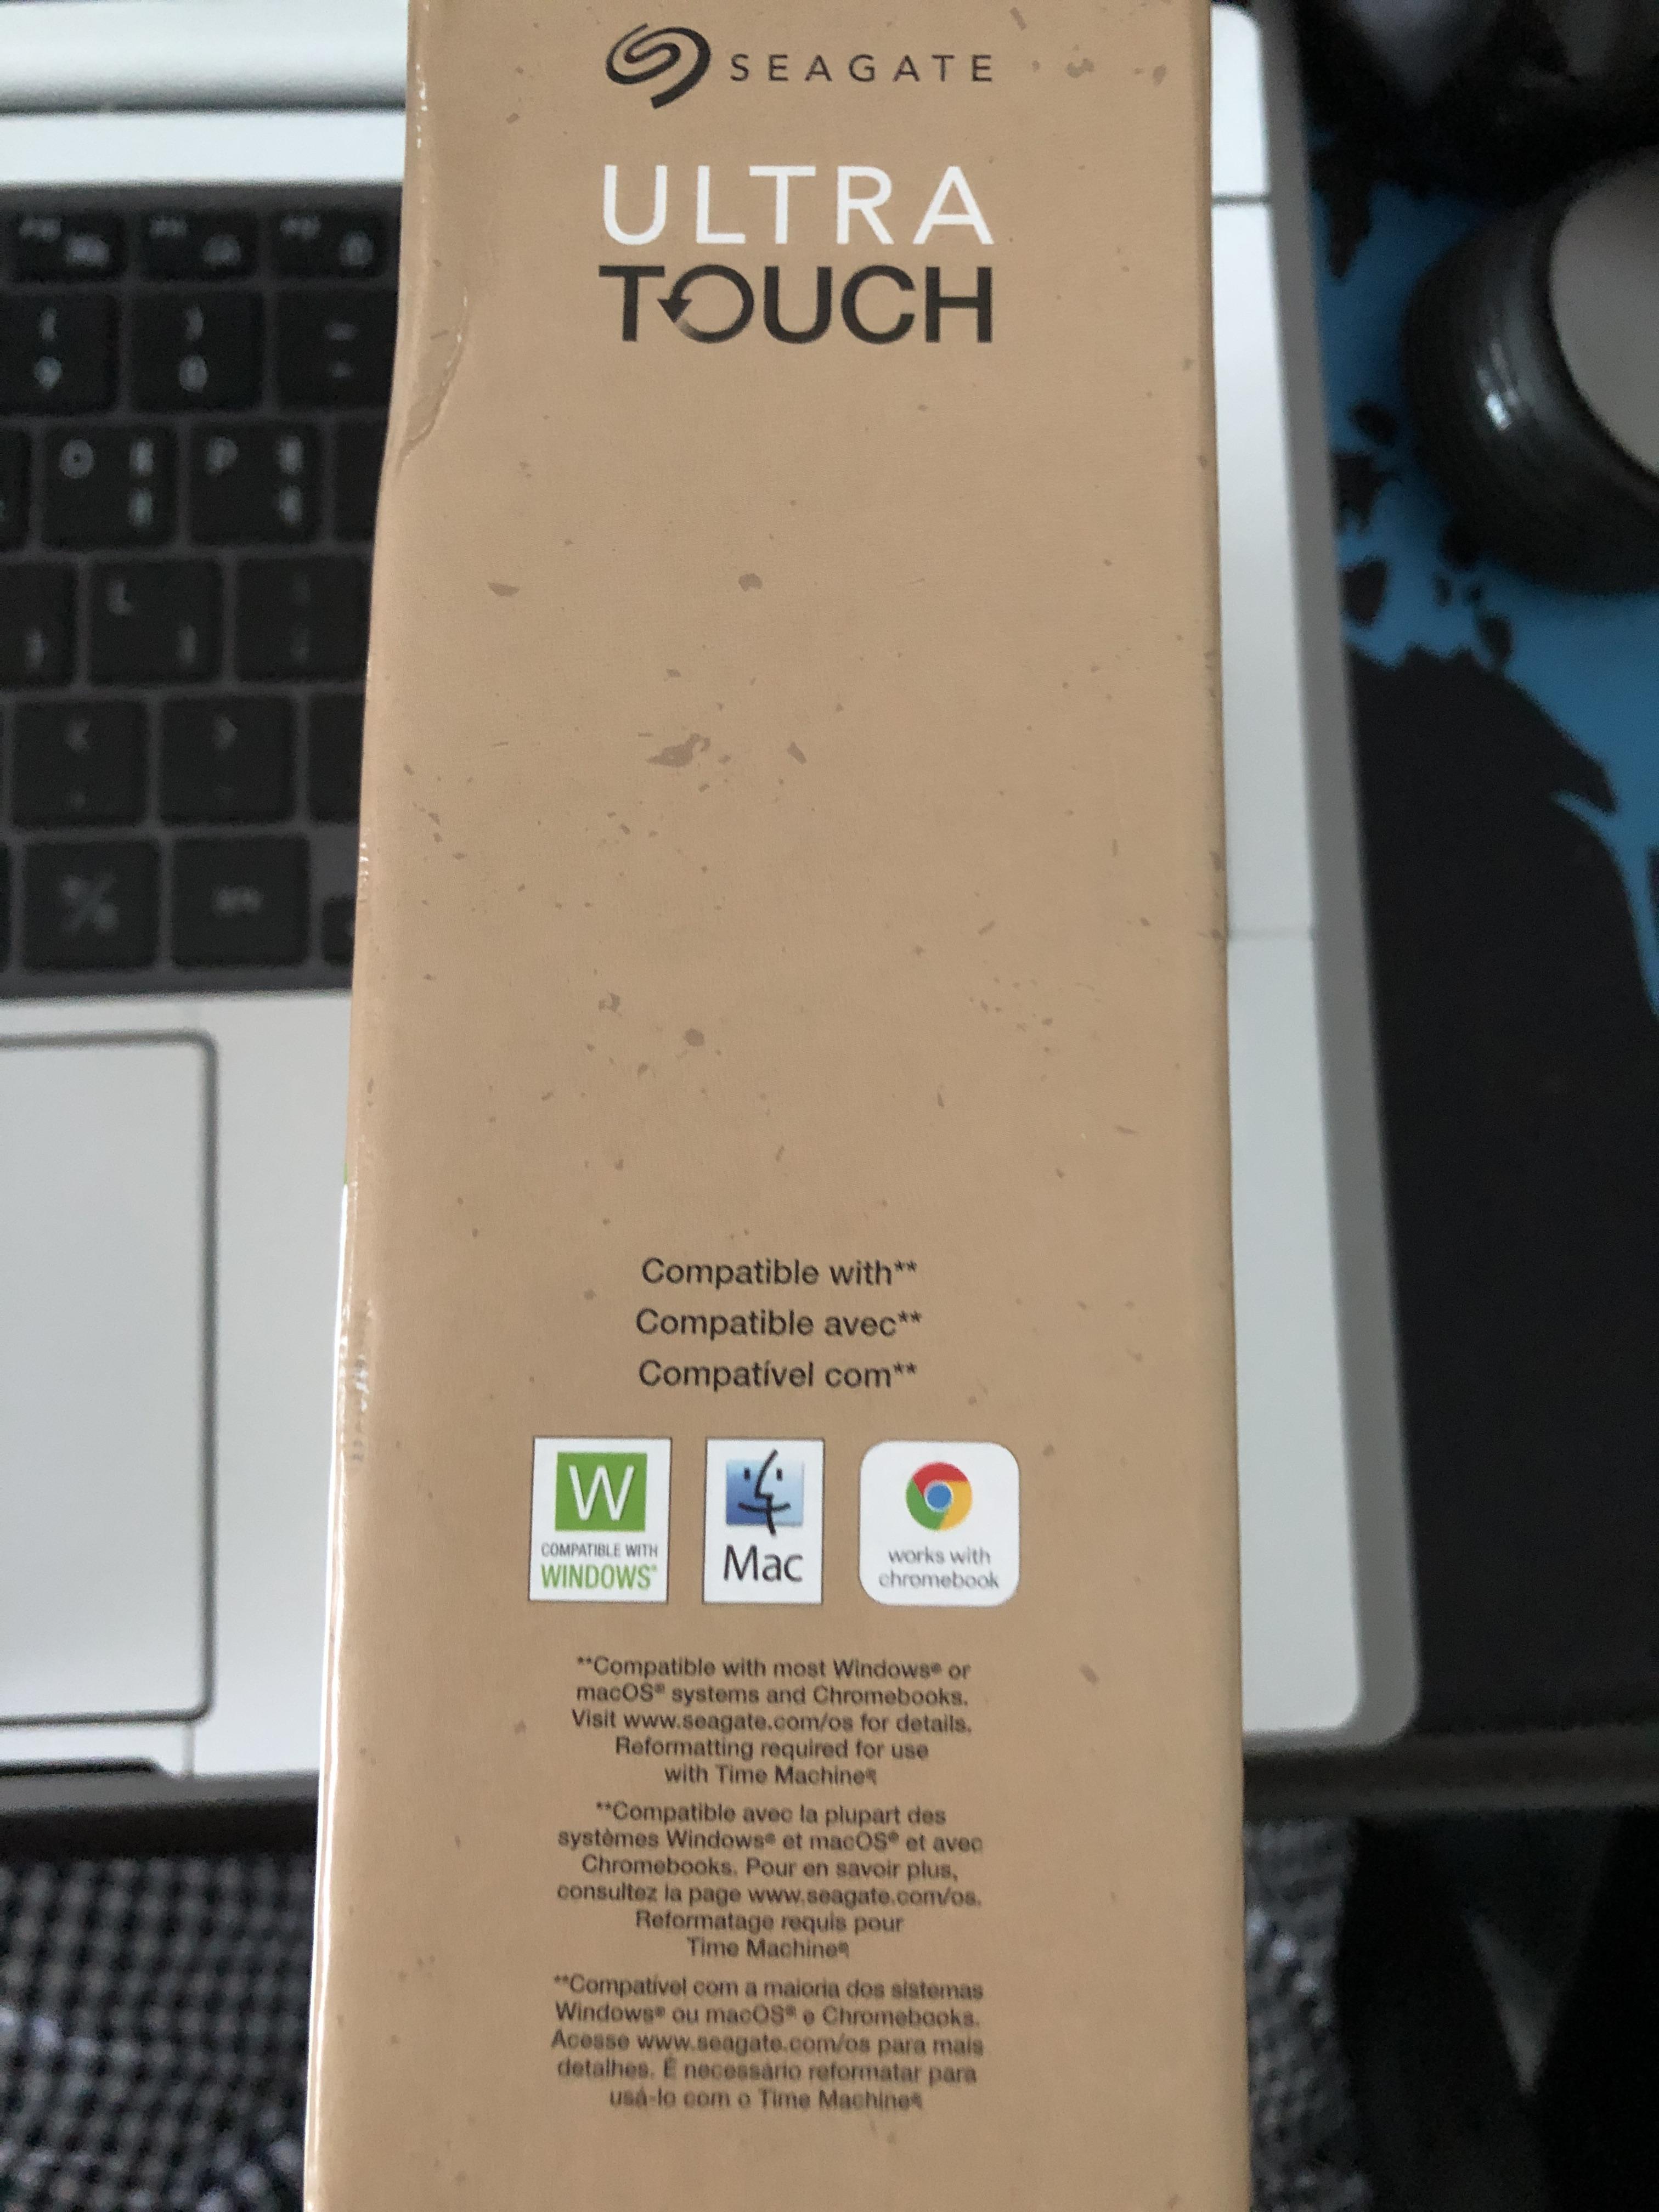 SEAGATE
ULTRA
TOUCH
Compatible with**
Compatible avec**
Compatível com**
W
COMPATIBLE WITH
WINDOWS®
Mac
works with
chromebook
**Compatible with most Windows® or
macOS® systems and Chromebooks.
Visit www.seagate.com/os for details.
Reformatting required for use
with Time Machine®
**Compatible avec la plupart des
systèmes Windows® et macOS® et avec
Chromebooks. Pour en savoir plus,
consultez la page www.seagate.com/os.
Reformatage requis pour
Time Machine®
**Compatível com a maioria dos sistemas
Windows® ou macOS® e Chromebooks.
Acesse www.seagate.com/os para mais
detalhes. É necessário reformatar para
usá-lo com o Time Machine®
O
P
L